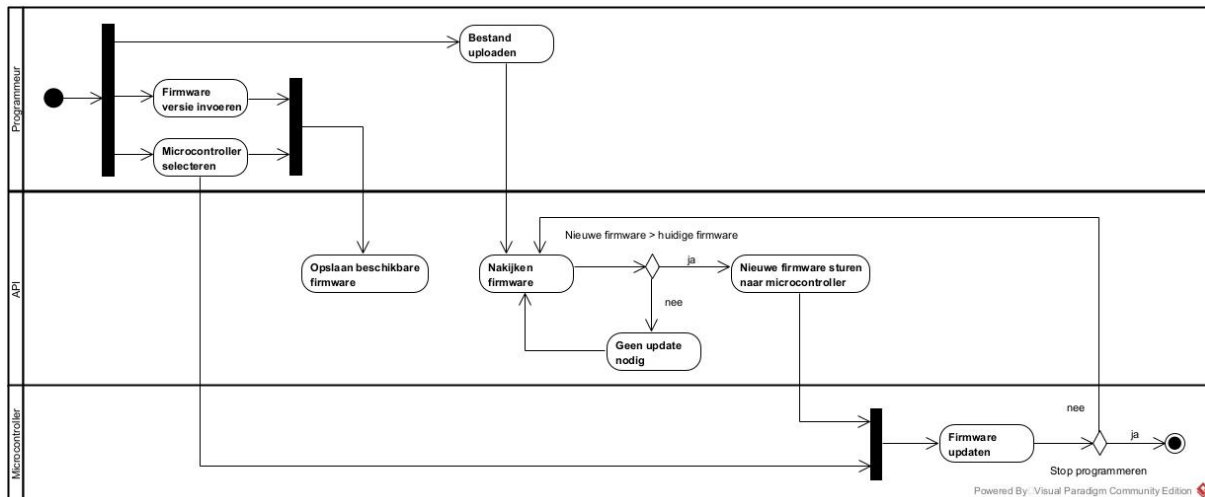 Programmeur
Bestand
uploaden
Firmware
versie invoeren
Microcontroller
selecteren
API
Nieuwe firmware > huidige firmware
Opslaan beschikbare
firmware
Nakijken
firmware
ja
Nieuwe firmware sturen
naar microcontroller
nee
Geen update
nodig
Microcontroller
nee
Firmware
updaten
ja
Stop programmeren
Powered By Visual Paradigm Community Edition